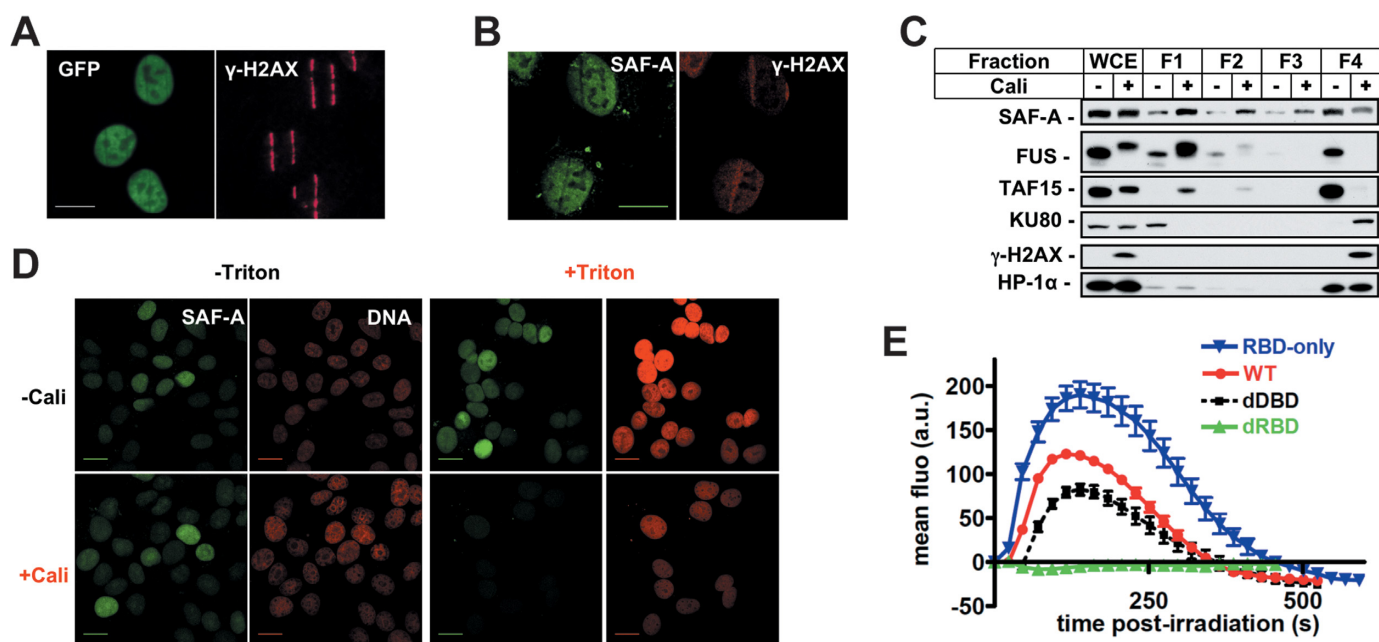 A
GFP
γ-H2AX
B
SAF-A
γ-H2AX
C
Fraction WCE F1 F2 F3 F4
Cali - + - + - + - + - +
SAF-A -
FUS -
TAF15 -
KU80 -
γ-H2AX -
HP-1α -
D
-Triton +Triton
SAF-A DNA
-Cali
+Cali
E
RBD-only
WT
dDBD
dRBD
mean fluo (a.u.)
200
150
100
50
0
-50
250 500
time post-irradiation (s)